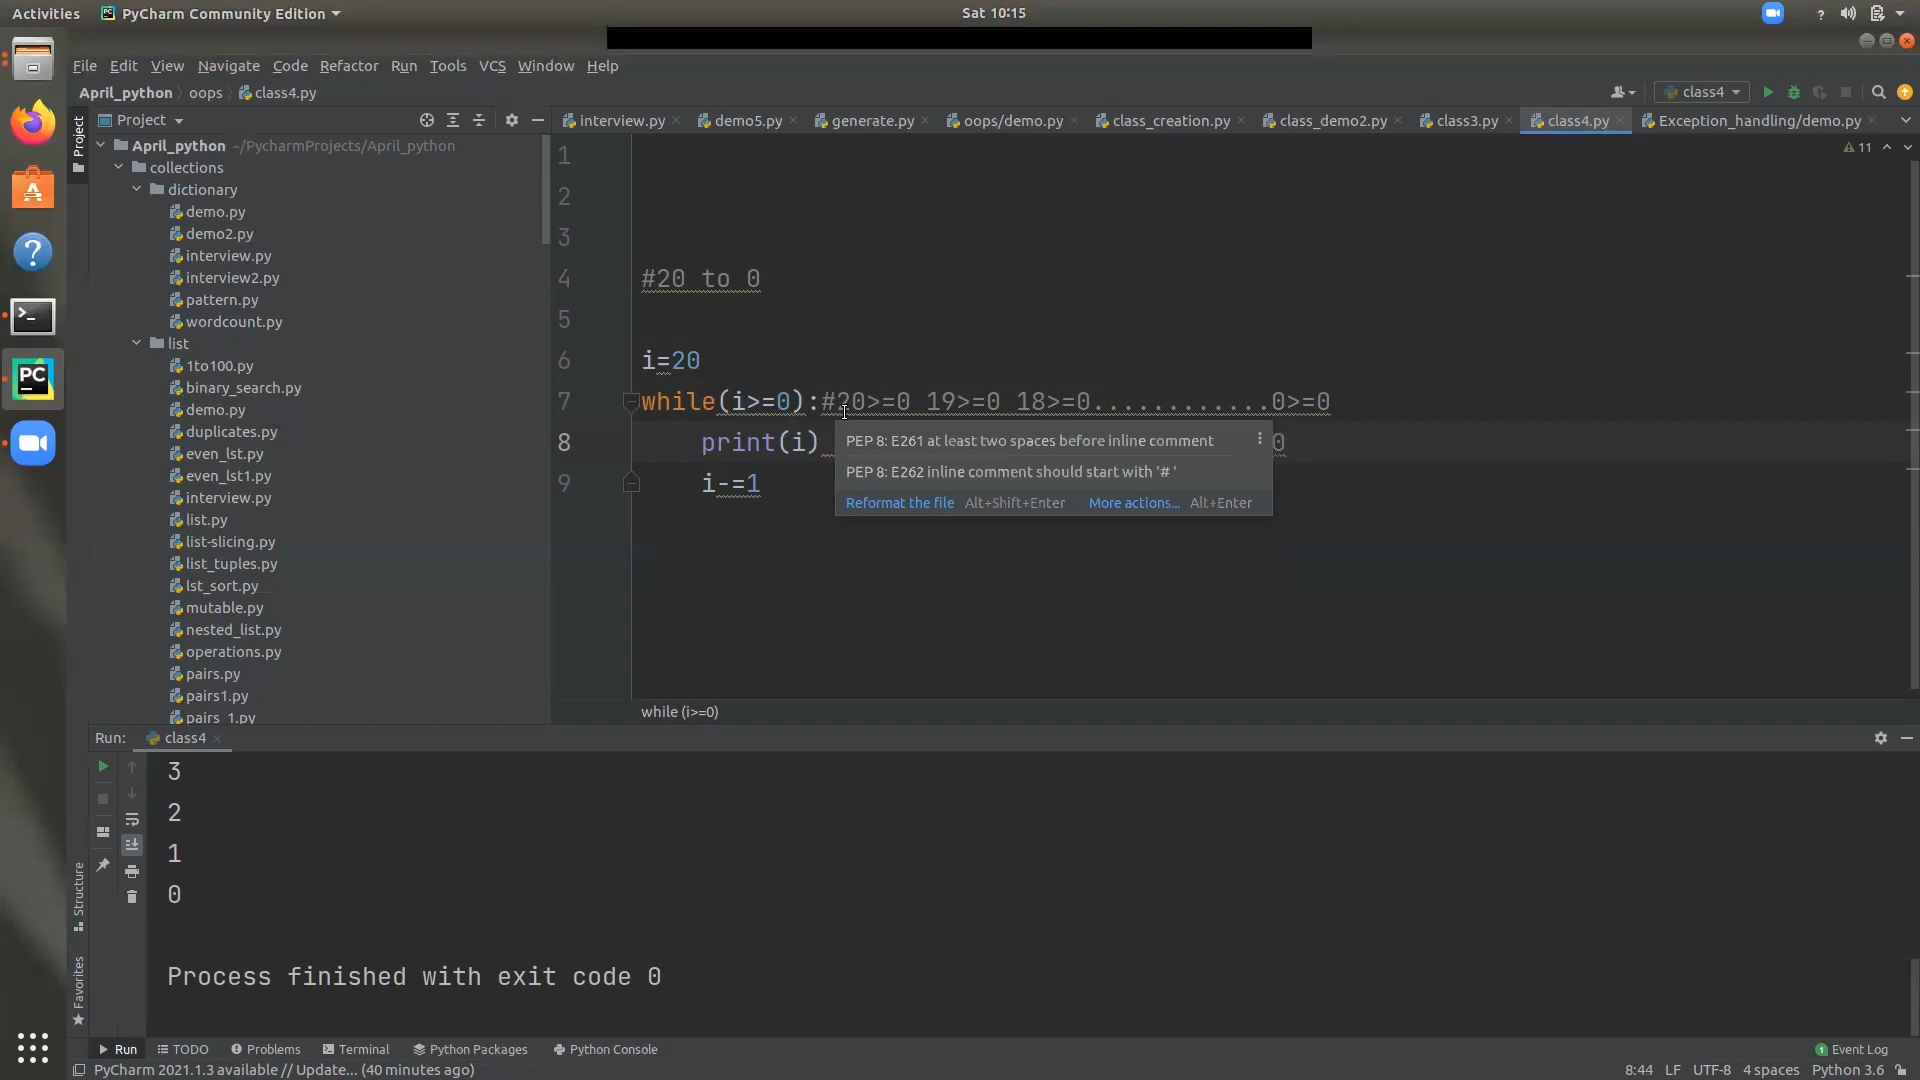 Activities PyCharm Community Edition Sat 10:15 ?
File Edit View Navigate Code Refactor Run Tools VCS Window Help
April_python oops class4.py class4
Project interview.py demo5.py generate.py oops/demo.py class_creation.py class_demo2.py class3.py class4.py Exception_handling/demo.py
Project
April_python ~/PycharmProjects/April_python
collections
dictionary
demo.py
demo2.py
interview.py
interview2.py
pattern.py
wordcount.py
list
1to100.py
binary_search.py
demo.py
duplicates.py
even_lst.py
even_lst1.py
interview.py
list.py
list-slicing.py
list_tuples.py
lst_sort.py
mutable.py
nested_list.py
operations.py
pairs.py
pairs1.py
pairs_1.py
11
1
2
3
4 #20 to 0
5
6 i=20
7 while(i>=0):#20>=0 19>=0 18>=0............0>=0
8 print(i) 0
9 i-=1
PEP 8: E261 at least two spaces before inline comment
PEP 8: E262 inline comment should start with '# '
Reformat the file Alt+Shift+Enter More actions... Alt+Enter
while (i>=0)
Run: class4
3
2
1
0
Process finished with exit code 0
Structure
Favorites
Run TODO Problems Terminal Python Packages Python Console 1 Event Log
PyCharm 2021.1.3 available // Update... (40 minutes ago) 8:44 LF UTF-8 4 spaces Python 3.6
PC